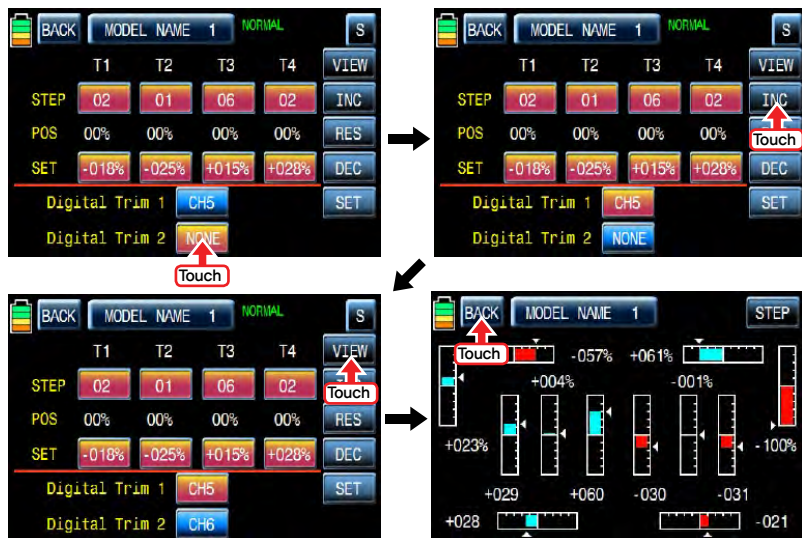 BACK MODEL NAME 1 NORMAL S
T1 T2 T3 T4 VIEW
STEP 02 01 06 02 INC
POS 00% 00% 00% 00% RES
SET -018% -025% +015% +028% DEC
Digital Trim 1 CH5 SET
Digital Trim 2 NONE
Touch
BACK MODEL NAME 1 NORMAL S
T1 T2 T3 T4 VIEW
STEP 02 01 06 02 INC
POS 00% 00% 00% 00%
Touch
SET -018% -025% +015% +028% DEC
Digital Trim 1 CH5 SET
Digital Trim 2 NONE
BACK MODEL NAME 1 NORMAL S
T1 T2 T3 T4 VIEW
STEP 02 01 06 02
Touch
POS 00% 00% 00% 00% RES
SET -018% -025% +015% +028% DEC
Digital Trim 1 CH5 SET
Digital Trim 2 CH6
BACK MODEL NAME 1 STEP
Touch -057% +061%
+004% -001%
+023% -100%
+029 +060 -030 -031
+028 -021